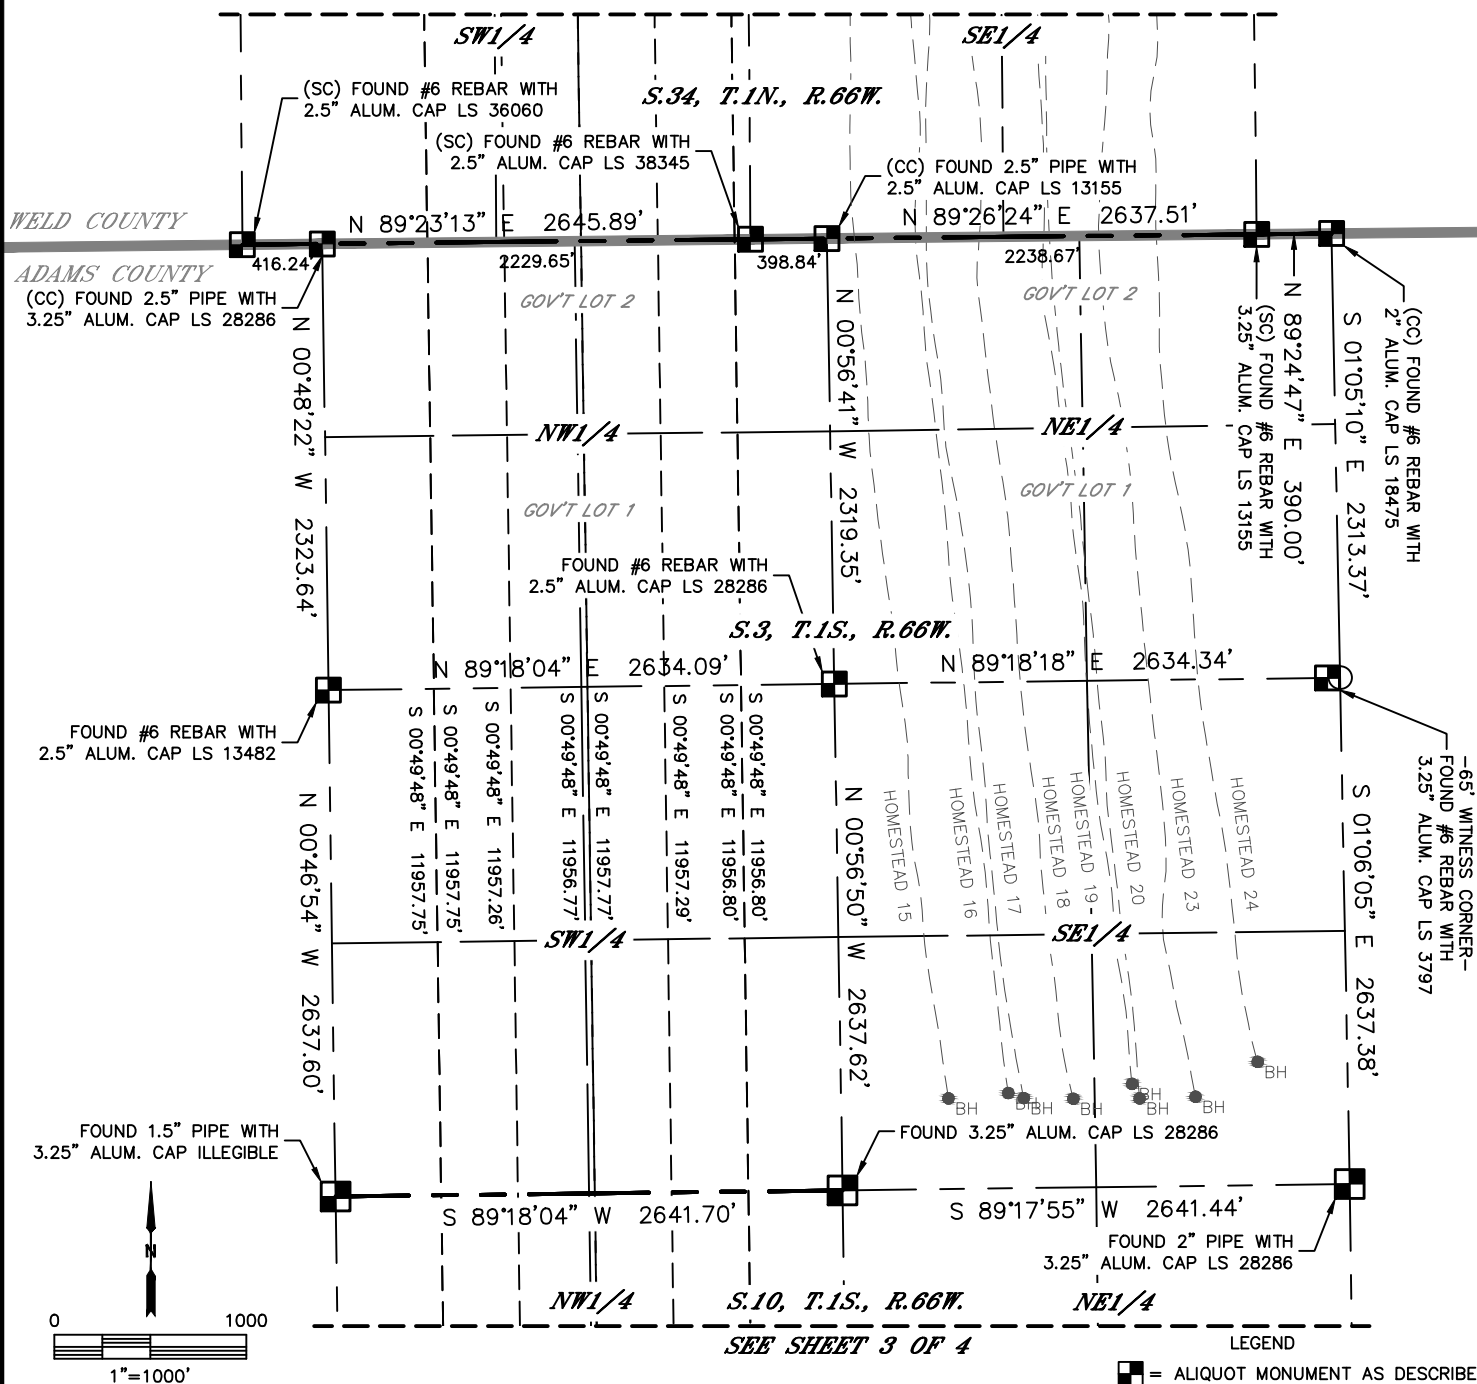 SW1/4
SE1/4
(SC) FOUND #6 REBAR WITH
2.5" ALUM. CAP LS 36060
S.34, T.1N., R.66W.
(SC) FOUND #6 REBAR WITH
2.5" ALUM. CAP LS 38345
(CC) FOUND 2.5" PIPE WITH
2.5" ALUM. CAP LS 13155
WELD COUNTY
N 89°23'13" E 2645.89'
N 89°26'24" E 2637.51'
416.24'
2229.65'
398.84'
2238.67'
ADAMS COUNTY
(CC) FOUND 2.5" PIPE WITH
3.25" ALUM. CAP LS 28286
GOV'T LOT 2
GOV'T LOT 2
N 00°48'22" W 2323.64'
N 00°56'41" W 2319.35'
(SC) FOUND #6 REBAR WITH
3.25" ALUM. CAP LS 13155
N 89°24'47" E 390.00'
S 01°05'10" E 2313.37'
(CC) FOUND #6 REBAR WITH
2" ALUM. CAP LS 18475
NW1/4
NE1/4
GOV'T LOT 1
GOV'T LOT 1
FOUND #6 REBAR WITH
2.5" ALUM. CAP LS 28286
S.3, T.1S., R.66W.
N 89°18'04" E 2634.09'
N 89°18'18" E 2634.34'
FOUND #6 REBAR WITH
2.5" ALUM. CAP LS 13482
S 00°49'48" E 11957.75'
S 00°49'48" E 11957.75'
S 00°49'48" E 11957.26'
S 00°49'48" E 11956.77'
S 00°49'48" E 11957.77'
S 00°49'48" E 11957.29'
S 00°49'48" E 11956.80'
S 00°49'48" E 11956.80'
-65' WITNESS CORNER-
FOUND #6 REBAR WITH
3.25" ALUM. CAP LS 3797
N 00°46'54" W 2637.60'
N 00°56'50" W 2637.62'
HOMESTEAD 15
HOMESTEAD 16
HOMESTEAD 17
HOMESTEAD 18
HOMESTEAD 19
HOMESTEAD 20
HOMESTEAD 23
HOMESTEAD 24
S 01°06'05" E 2637.38'
SW1/4
SE1/4
BH
BH
BH
BH
BH
BH
BH
BH
FOUND 1.5" PIPE WITH
3.25" ALUM. CAP ILLEGIBLE
FOUND 3.25" ALUM. CAP LS 28286
S 89°18'04" W 2641.70'
S 89°17'55" W 2641.44'
FOUND 2" PIPE WITH
3.25" ALUM. CAP LS 28286
N
NW1/4
S.10, T.1S., R.66W.
NE1/4
0 1000
1"=1000'
SEE SHEET 3 OF 4
LEGEND
= ALIQUOT MONUMENT AS DESCRIBE